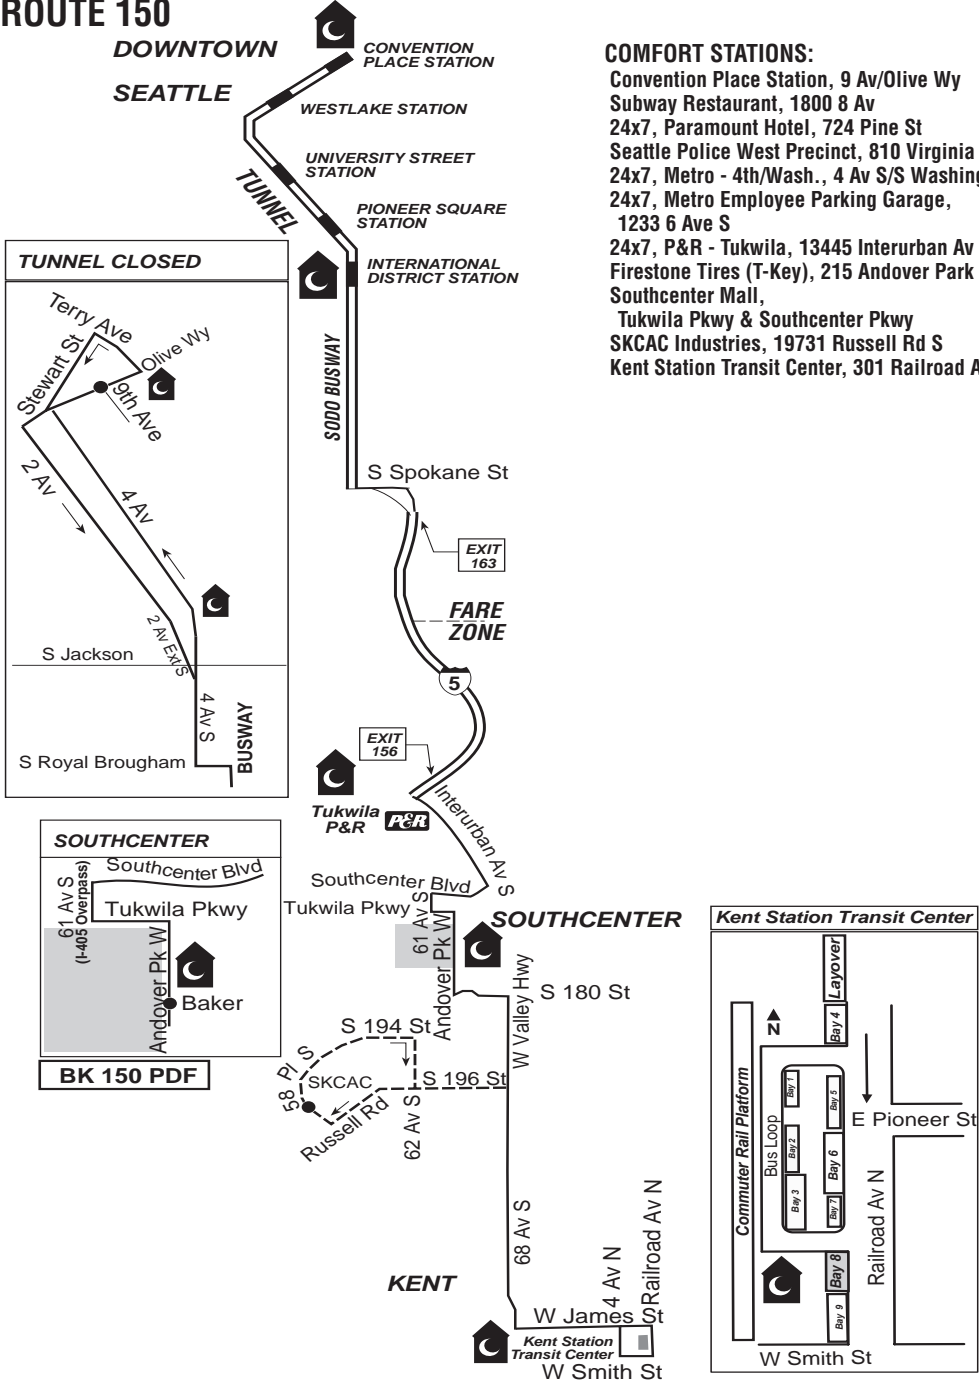 ROUTE 150
DOWNTOWN
SEATTLE
CONVENTION
PLACE STATION
WESTLAKE STATION
UNIVERSITY STREET
STATION
TUNNEL
PIONEER SQUARE
STATION
INTERNATIONAL
DISTRICT STATION
COMFORT STATIONS:
Convention Place Station, 9 Av/Olive Wy
Subway Restaurant, 1800 8 Av
24x7, Paramount Hotel, 724 Pine St
Seattle Police West Precinct, 810 Virginia
24x7, Metro - 4th/Wash., 4 Av S/S Washing
24x7, Metro Employee Parking Garage,
1233 6 Ave S
24x7, P&R - Tukwila, 13445 Interurban Av
Firestone Tires (T-Key), 215 Andover Park
Southcenter Mall,
Tukwila Pkwy & Southcenter Pkwy
SKCAC Industries, 19731 Russell Rd S
Kent Station Transit Center, 301 Railroad A
TUNNEL CLOSED
Terry Ave
Stewart St
Olive Wy
9th Ave
2 Av
4 Av
2 Av Ext S
S Jackson
4 Av S
BUSWAY
S Royal Brougham
SODO BUSWAY
S Spokane St
EXIT
163
FARE
ZONE
5
EXIT
156
Tukwila
P&R
P&R
Interurban Av S
SOUTHCENTER
Southcenter Blvd
61 Av S
(I-405 Overpass)
Tukwila Pkwy
Andover Pk W
Baker
BK 150 PDF
Southcenter Blvd
Tukwila Pkwy
61 Av S
Andover Pk W
SOUTHCENTER
W Valley Hwy
S 180 St
S 194 St
58 Pl S
SKCAC
S 196 St
Russell Rd
62 Av S
68 Av S
KENT
4 Av N
Railroad Av N
W James St
Kent Station
Transit Center
W Smith St
Kent Station Transit Center
Layover
Bay 4
N
Commuter Rail Platform
Bus Loop
Bay 1
Bay 5
Bay 2
Bay 6
Bay 3
Bay 7
E Pioneer St
Railroad Av N
Bay 8
Bay 9
W Smith St